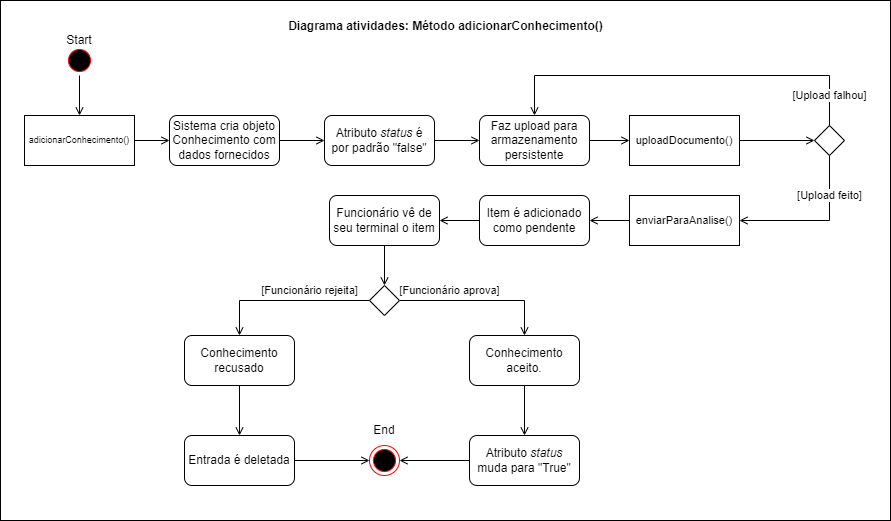 Diagrama atividades: Método adicionarConhecimento()
Start
adicionarConhecimento()
Sistema cria objeto
Conhecimento com
dados fornecidos
Atributo status é
por padrão "false"
Faz upload para
armazenamento
persistente
uploadDocumento()
[Upload falhou]
[Upload feito]
enviarParaAnalise()
Item é adicionado
como pendente
Funcionário vê de
seu terminal o item
[Funcionário rejeita]
[Funcionário aprova]
Conhecimento
recusado
Conhecimento
aceito.
Entrada é deletada
End
Atributo status
muda para "True"